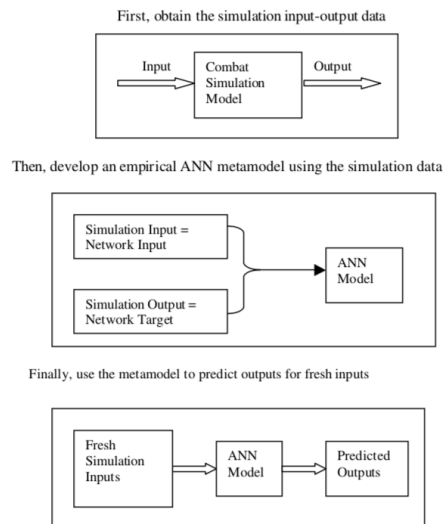 First, obtain the simulation input-output data
Input
Combat
Simulation
Model
Output
Then, develop an empirical ANN metamodel using the simulation data
Simulation Input =
Network Input
ANN
Model
Simulation Output =
Network Target
Finally, use the metamodel to predict outputs for fresh inputs
Fresh
Simulation
Inputs
ANN
Model
Predicted
Outputs